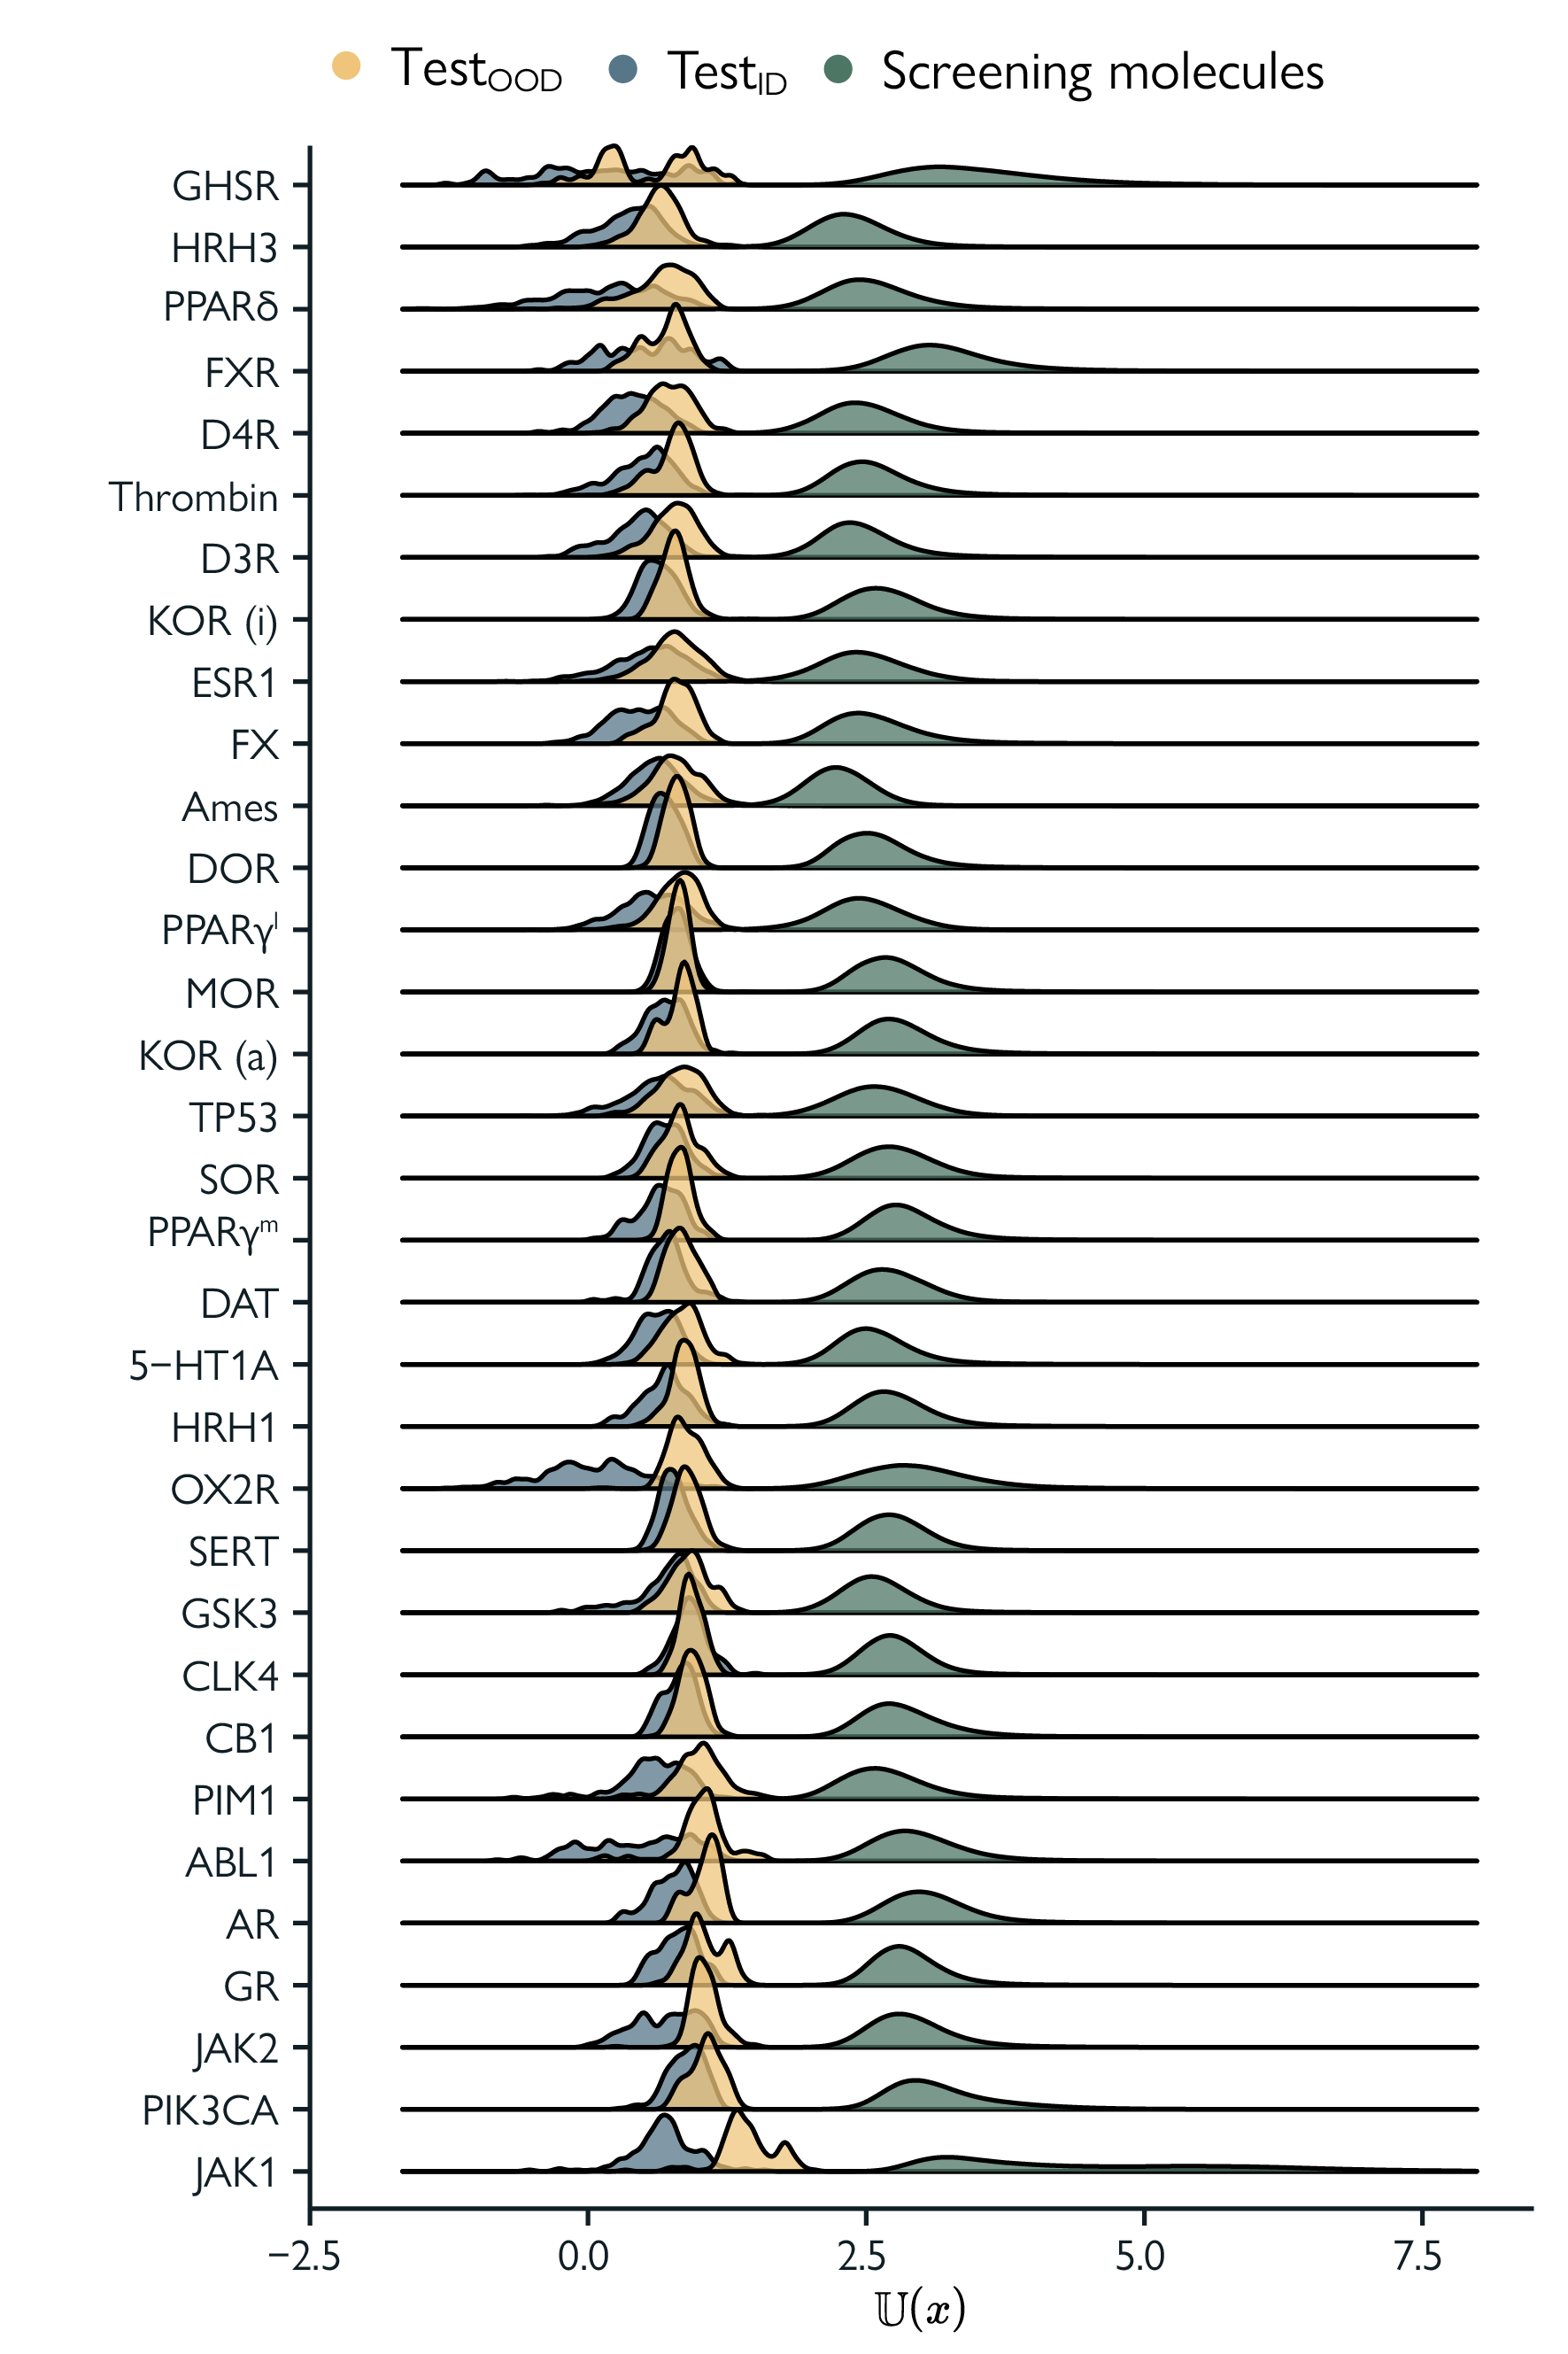 Test_OOD Test_ID Screening molecules
GHSR
HRH3
PPARδ
FXR
D4R
Thrombin
D3R
KOR (i)
ESR1
FX
Ames
DOR
PPARγˡ
MOR
KOR (a)
TP53
SOR
PPARγᵐ
DAT
5−HT1A
HRH1
OX2R
SERT
GSK3
CLK4
CB1
PIM1
ABL1
AR
GR
JAK2
PIK3CA
JAK1
−2.5 0.0 2.5 5.0 7.5
𝕌(x)